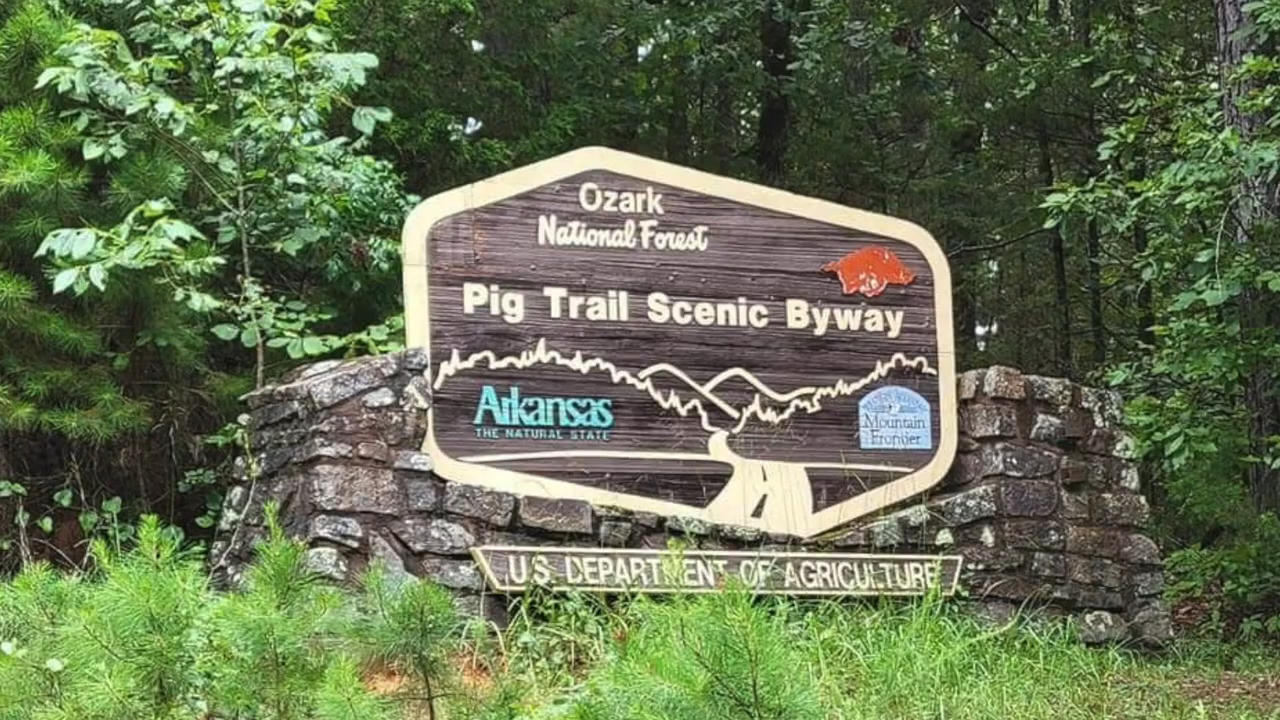 Ozark
National Forest
Pig Trail Scenic Byway
Arkansas
THE NATURAL STATE
Mountain
Frontier
U.S. DEPARTMENT OF AGRICULTURE